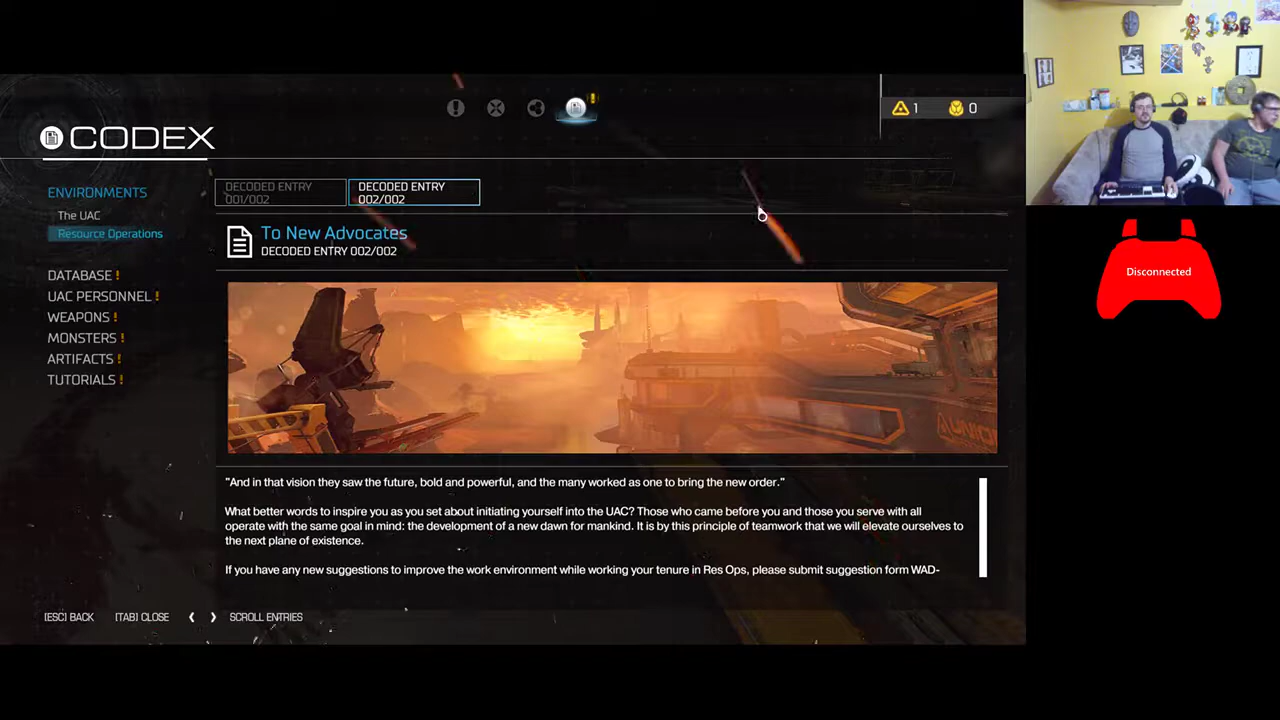 1
0
CODEX
ENVIRONMENTS
The UAC
Resource Operations
DATABASE !
UAC PERSONNEL !
WEAPONS !
MONSTERS !
ARTIFACTS !
TUTORIALS !
DECODED ENTRY
001/002
DECODED ENTRY
002/002
To New Advocates
DECODED ENTRY 002/002
UNION
"And in that vision they saw the future, bold and powerful, and the many worked as one to bring the new order."
What better words to inspire you as you set about initiating yourself into the UAC? Those who came before you and those you serve with all
operate with the same goal in mind: the development of a new dawn for mankind. It is by this principle of teamwork that we will elevate ourselves to
the next plane of existence.
If you have any new suggestions to improve the work environment while working your tenure in Res Ops, please submit suggestion form WAD-
[ESC] BACK
[TAB] CLOSE
SCROLL ENTRIES
Disconnected